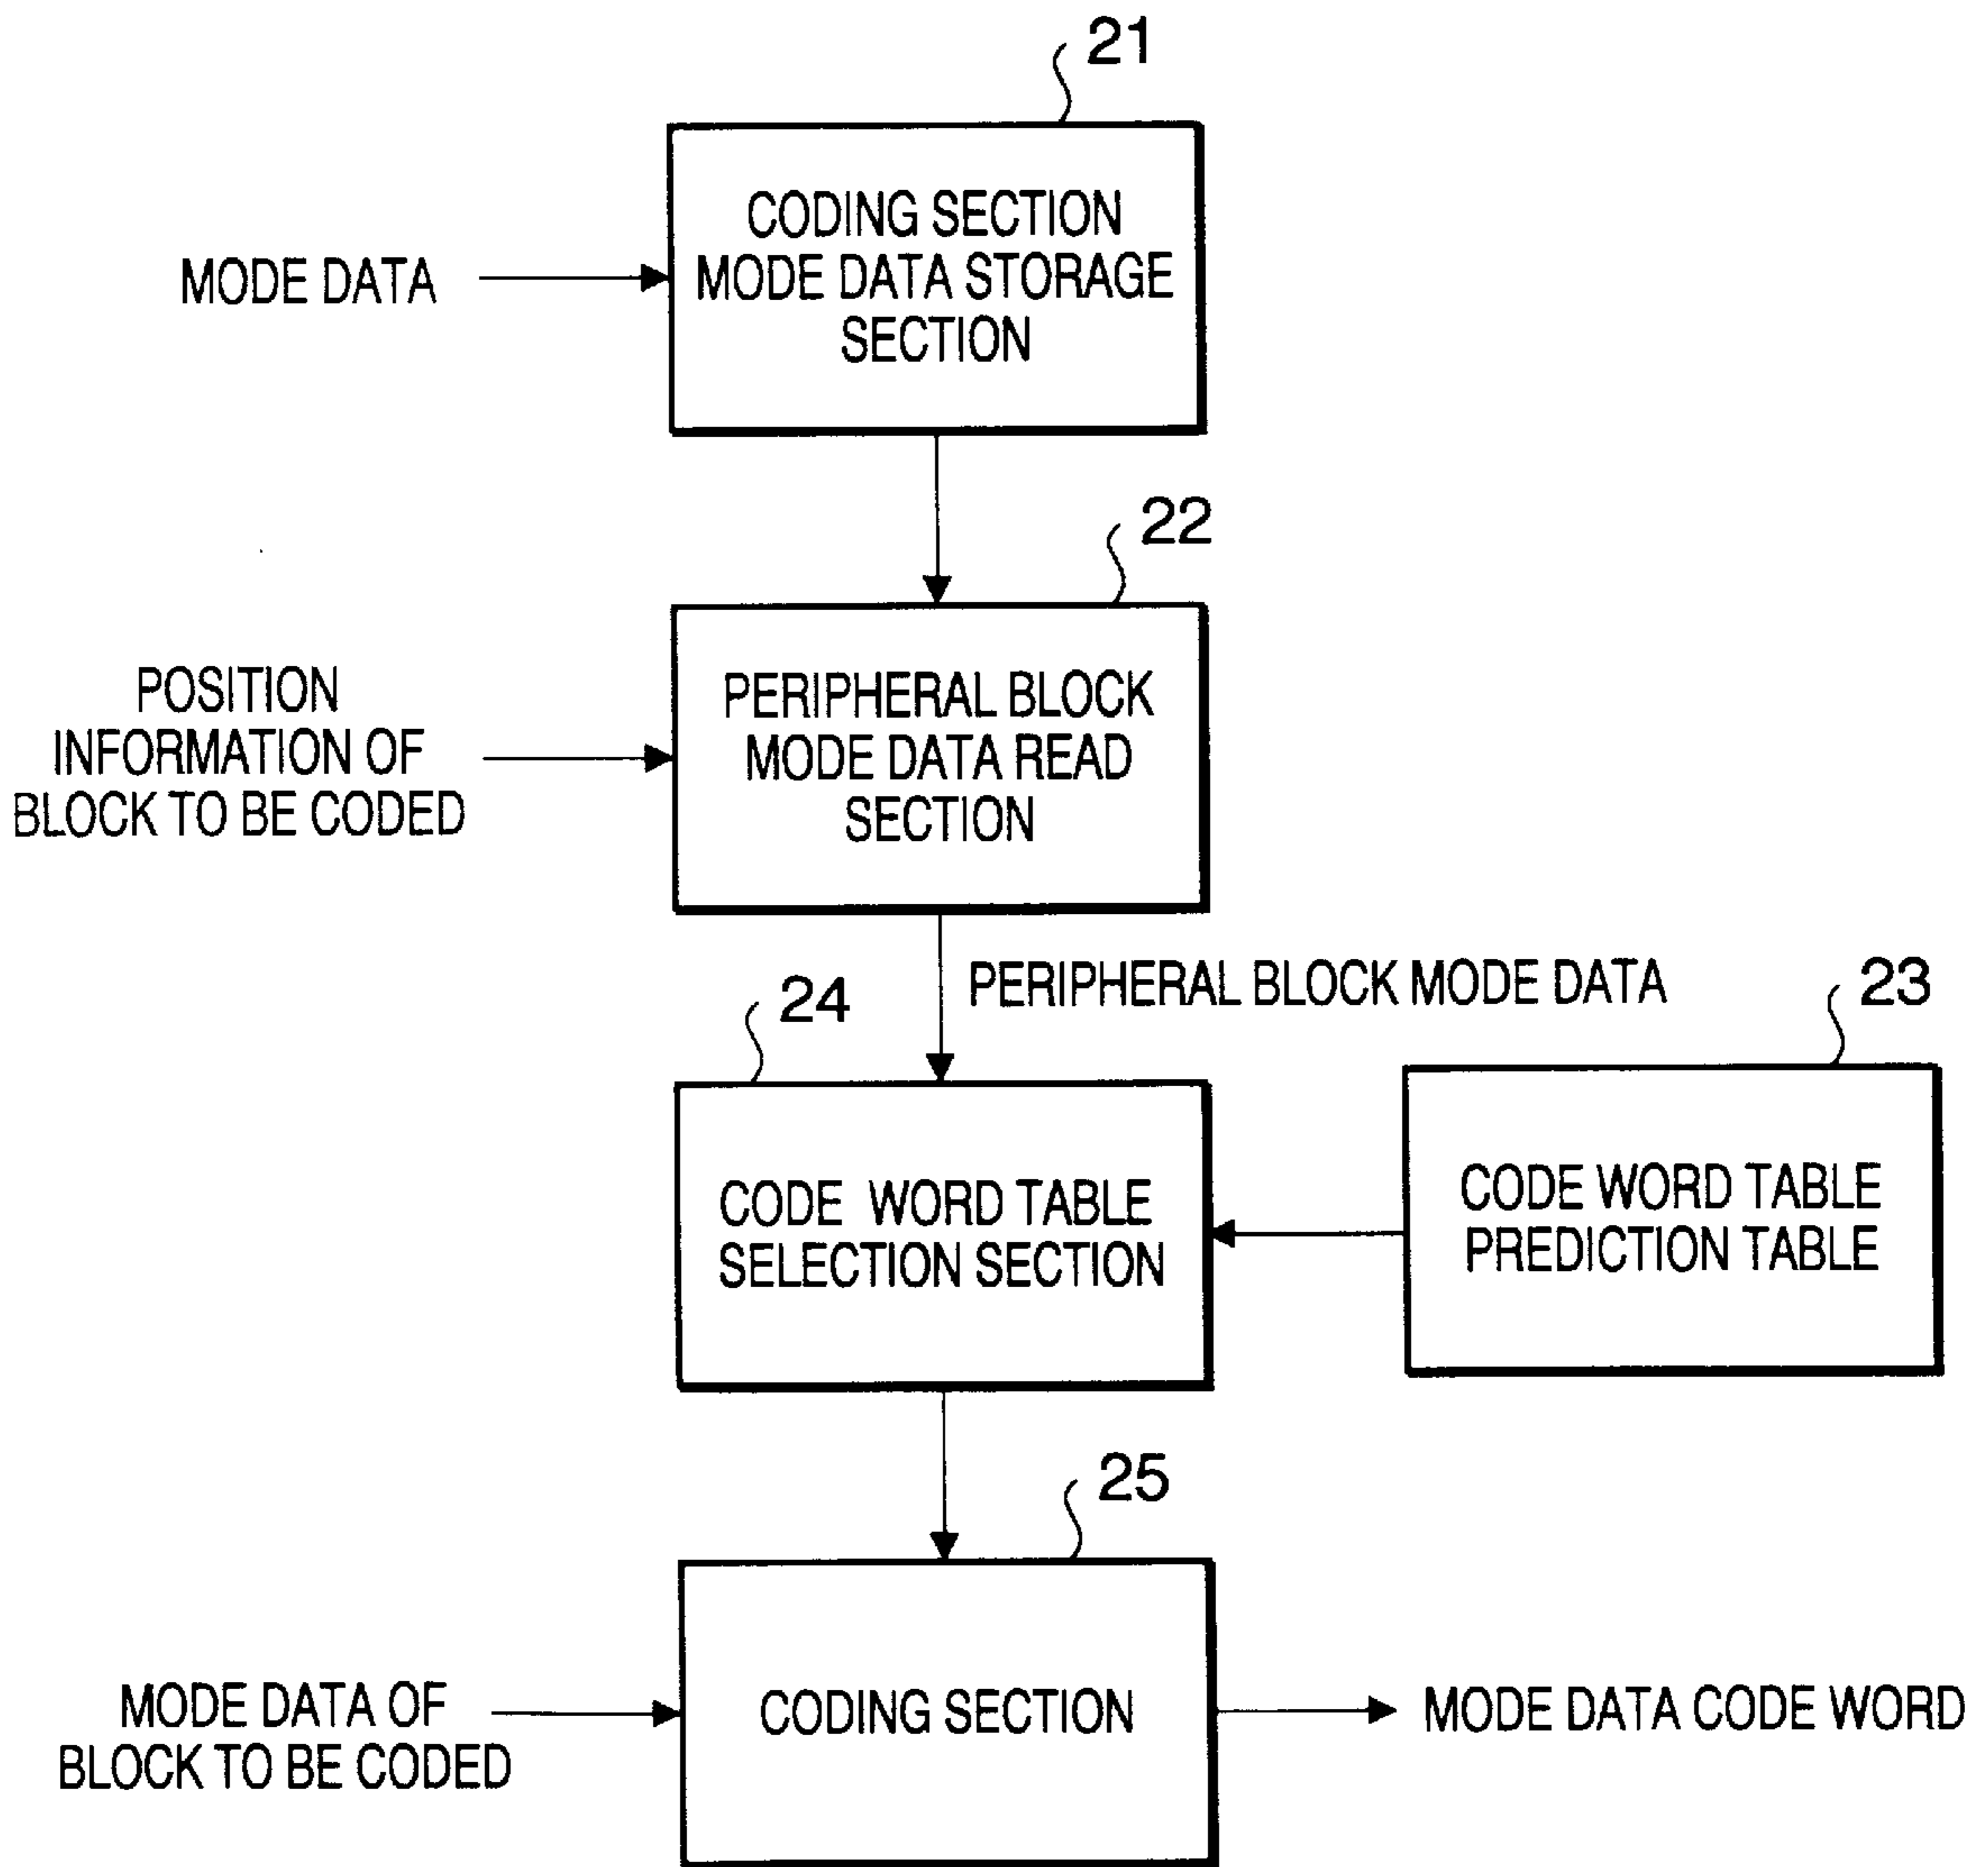 21
CODING SECTION
MODE DATA STORAGE
SECTION
MODE DATA
22
PERIPHERAL BLOCK
MODE DATA READ
SECTION
POSITION
INFORMATION OF
BLOCK TO BE CODED
PERIPHERAL BLOCK MODE DATA
24
23
CODE WORD TABLE
SELECTION SECTION
CODE WORD TABLE
PREDICTION TABLE
25
MODE DATA OF
BLOCK TO BE CODED
CODING SECTION
MODE DATA CODE WORD